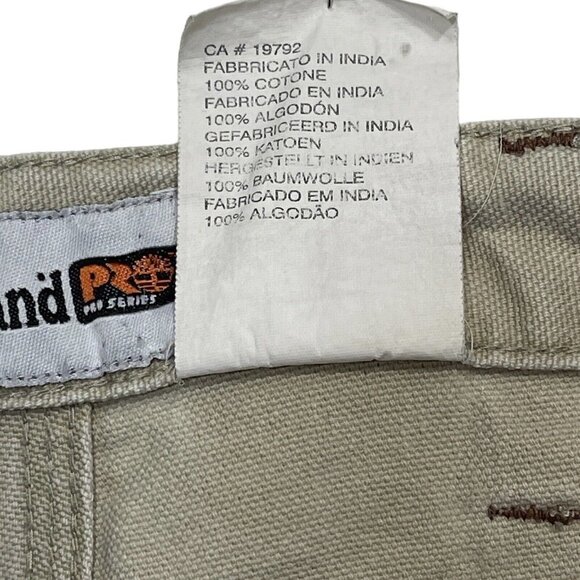 CA # 19792
FABBRICATO IN INDIA
100% COTONE
FABRICADO EN INDIA
100% ALGODÓN
GEFABRICEERD IN INDIA
100% KATOEN
HERGESTELLT IN INDIEN
100% BAUMWOLLE
FABRICADO EM INDIA
100% ALGODÃO
and PRO
PRO SERIES